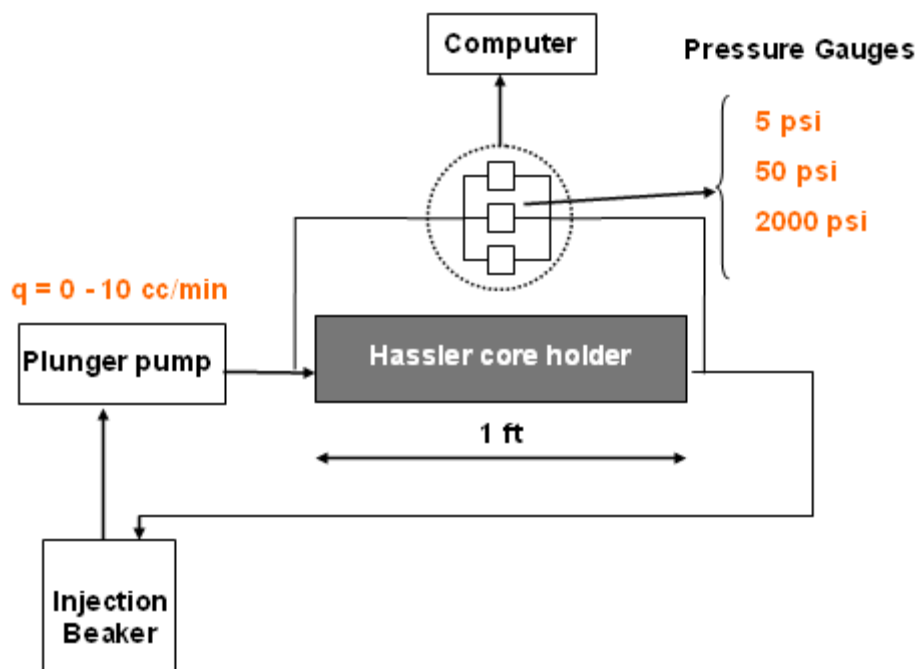 Computer
Pressure Gauges
5 psi
50 psi
2000 psi
q = 0 - 10 cc/min
Plunger pump
Hassler core holder
1 ft
Injection
Beaker